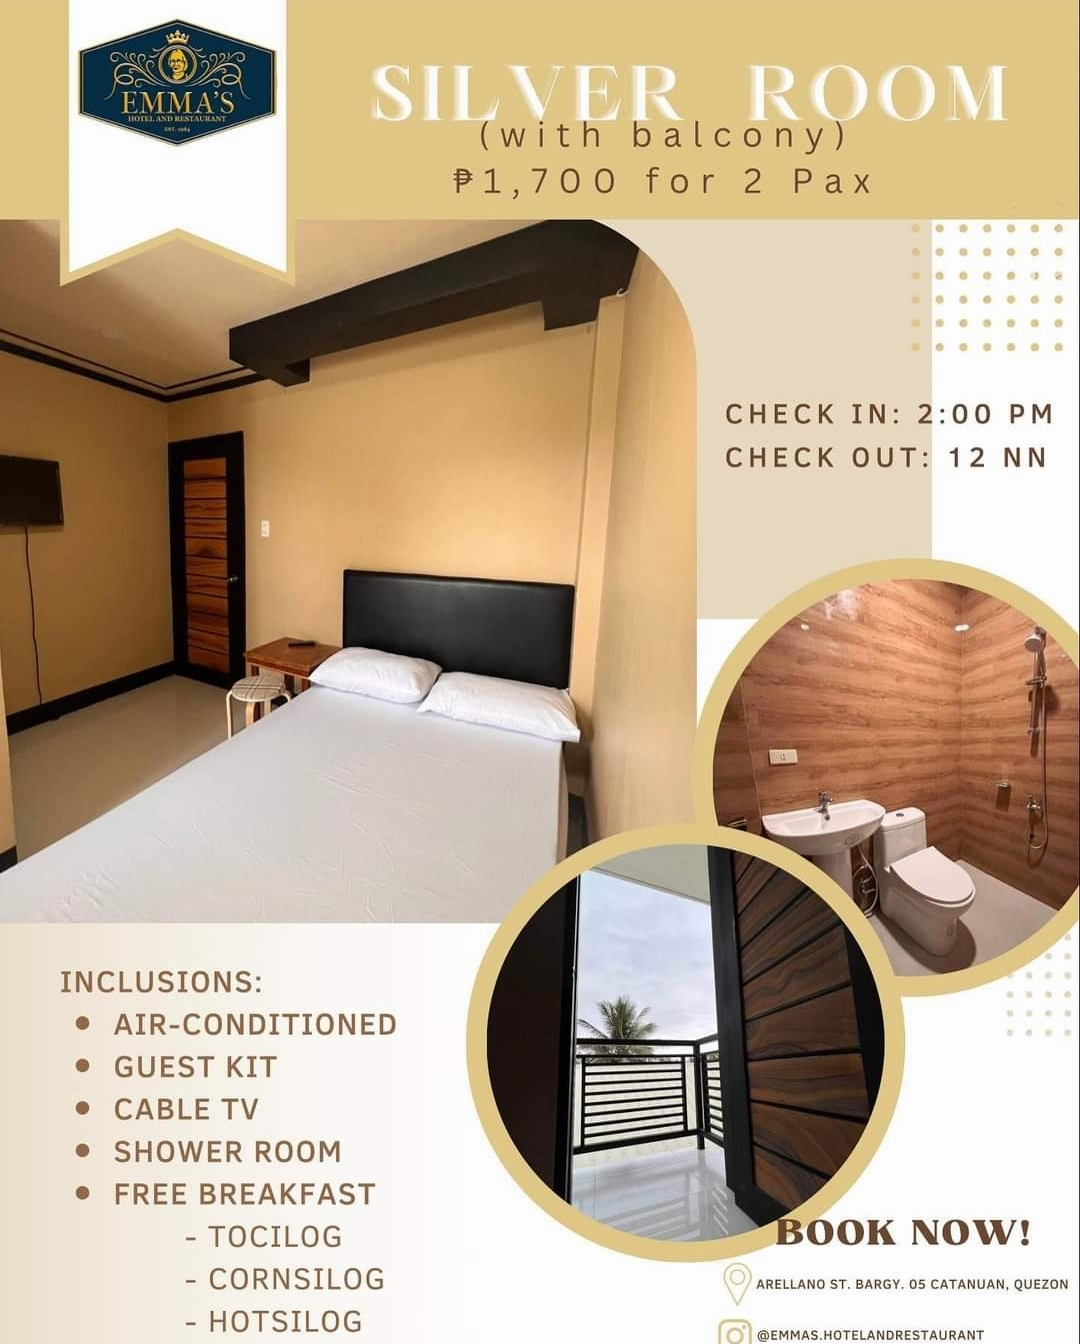 EMMA'S
HOTEL AND RESTAURANT
EST. 1984
SILVER ROOM
(with balcony)
₱1,700 for 2 Pax
CHECK IN: 2:00 PM
CHECK OUT: 12 NN
INCLUSIONS:
• AIR-CONDITIONED
• GUEST KIT
• CABLE TV
• SHOWER ROOM
• FREE BREAKFAST
- TOCILOG
- CORNSILOG
- HOTSILOG
BOOK NOW!
ARELLANO ST. BARGY. 05 CATANUAN, QUEZON
@EMMAS.HOTELANDRESTAURANT